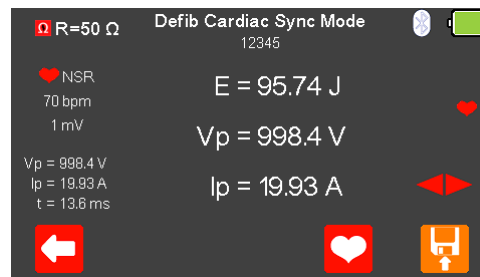 Ω R=50 Ω
Defib Cardiac Sync Mode
12345
NSR
70 bpm
1 mV
E = 95.74 J
Vp = 998.4 V
Ip = 19.93 A
Vp = 998.4 V
Ip = 19.93 A
t = 13.6 ms